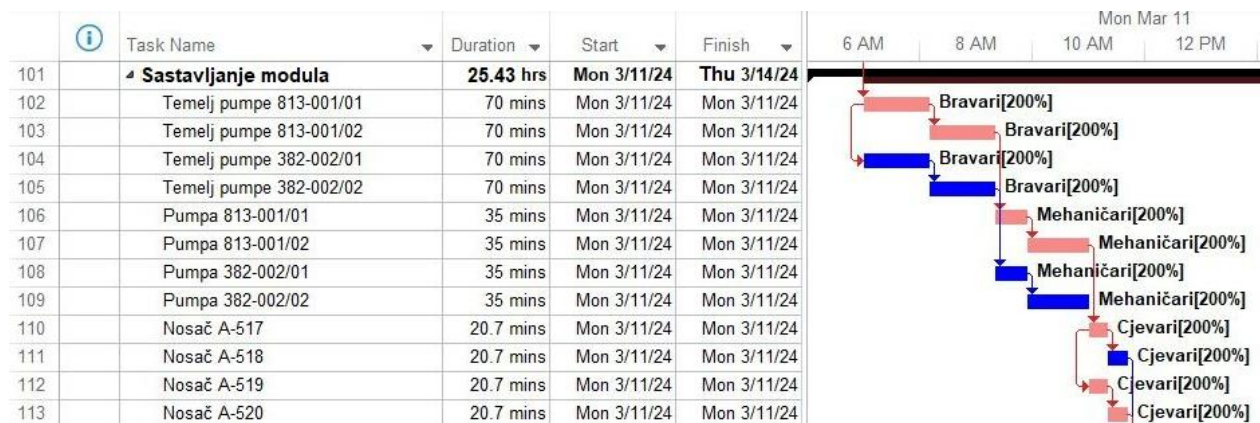 Mon Mar 11
Task Name Duration Start Finish 6 AM 8 AM 10 AM 12 PM
101 Sastavljanje modula 25.43 hrs Mon 3/11/24 Thu 3/14/24
102 Temelj pumpe 813-001/01 70 mins Mon 3/11/24 Mon 3/11/24 Bravari[200%]
103 Temelj pumpe 813-001/02 70 mins Mon 3/11/24 Mon 3/11/24 Bravari[200%]
104 Temelj pumpe 382-002/01 70 mins Mon 3/11/24 Mon 3/11/24 Bravari[200%]
105 Temelj pumpe 382-002/02 70 mins Mon 3/11/24 Mon 3/11/24 Bravari[200%]
106 Pumpa 813-001/01 35 mins Mon 3/11/24 Mon 3/11/24 Mehaničari[200%]
107 Pumpa 813-001/02 35 mins Mon 3/11/24 Mon 3/11/24 Mehaničari[200%]
108 Pumpa 382-002/01 35 mins Mon 3/11/24 Mon 3/11/24 Mehaničari[200%]
109 Pumpa 382-002/02 35 mins Mon 3/11/24 Mon 3/11/24 Mehaničari[200%]
110 Nosač A-517 20.7 mins Mon 3/11/24 Mon 3/11/24 Cjevari[200%]
111 Nosač A-518 20.7 mins Mon 3/11/24 Mon 3/11/24 Cjevari[200%]
112 Nosač A-519 20.7 mins Mon 3/11/24 Mon 3/11/24 Cjevari[200%]
113 Nosač A-520 20.7 mins Mon 3/11/24 Mon 3/11/24 Cjevari[200%]